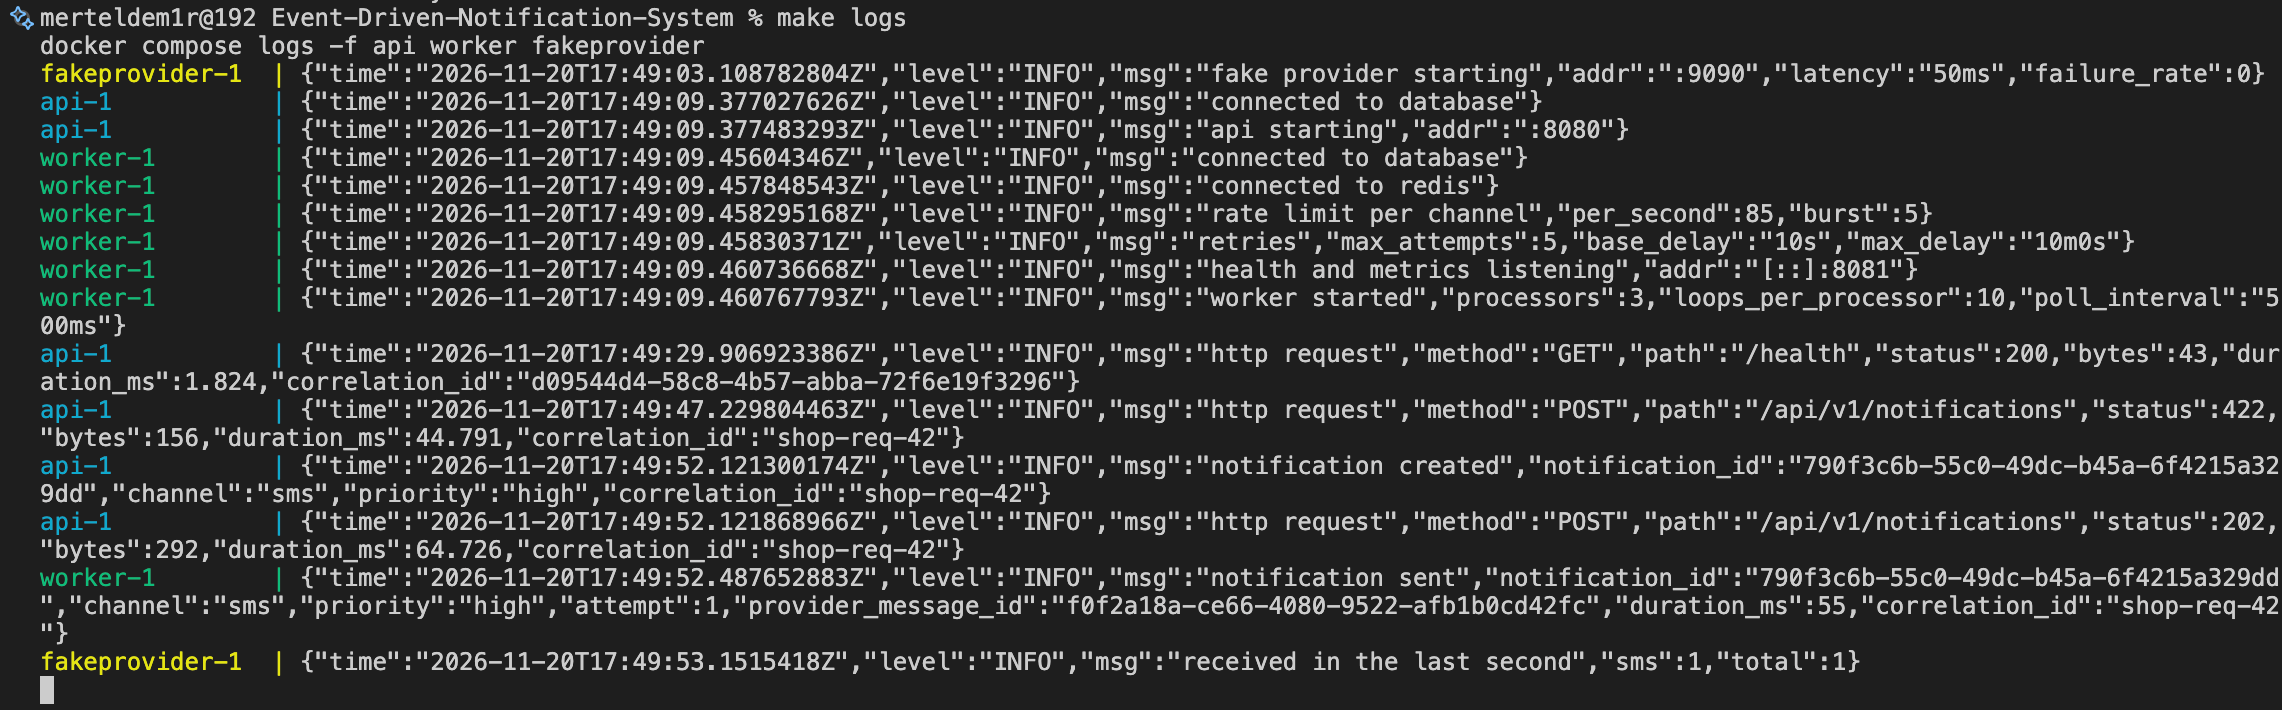 merteldem1r@192 Event-Driven-Notification-System % make logs
docker compose logs -f api worker fakeprovider
fakeprovider-1  | {"time":"2026-11-20T17:49:03.108782804Z","level":"INFO","msg":"fake provider starting","addr":":9090","latency":"50ms","failure_rate":0}
api-1           | {"time":"2026-11-20T17:49:09.377027626Z","level":"INFO","msg":"connected to database"}
api-1           | {"time":"2026-11-20T17:49:09.377483293Z","level":"INFO","msg":"api starting","addr":":8080"}
worker-1        | {"time":"2026-11-20T17:49:09.45604346Z","level":"INFO","msg":"connected to database"}
worker-1        | {"time":"2026-11-20T17:49:09.457848543Z","level":"INFO","msg":"connected to redis"}
worker-1        | {"time":"2026-11-20T17:49:09.458295168Z","level":"INFO","msg":"rate limit per channel","per_second":85,"burst":5}
worker-1        | {"time":"2026-11-20T17:49:09.45830371Z","level":"INFO","msg":"retries","max_attempts":5,"base_delay":"10s","max_delay":"10m0s"}
worker-1        | {"time":"2026-11-20T17:49:09.460736668Z","level":"INFO","msg":"health and metrics listening","addr":"[::]:8081"}
worker-1        | {"time":"2026-11-20T17:49:09.460767793Z","level":"INFO","msg":"worker started","processors":3,"loops_per_processor":10,"poll_interval":"5
00ms"}
api-1           | {"time":"2026-11-20T17:49:29.906923386Z","level":"INFO","msg":"http request","method":"GET","path":"/health","status":200,"bytes":43,"dur
ation_ms":1.824,"correlation_id":"d09544d4-58c8-4b57-abba-72f6e19f3296"}
api-1           | {"time":"2026-11-20T17:49:47.229804463Z","level":"INFO","msg":"http request","method":"POST","path":"/api/v1/notifications","status":422,
"bytes":156,"duration_ms":44.791,"correlation_id":"shop-req-42"}
api-1           | {"time":"2026-11-20T17:49:52.121300174Z","level":"INFO","msg":"notification created","notification_id":"790f3c6b-55c0-49dc-b45a-6f4215a32
9dd","channel":"sms","priority":"high","correlation_id":"shop-req-42"}
api-1           | {"time":"2026-11-20T17:49:52.121868966Z","level":"INFO","msg":"http request","method":"POST","path":"/api/v1/notifications","status":202,
"bytes":292,"duration_ms":64.726,"correlation_id":"shop-req-42"}
worker-1        | {"time":"2026-11-20T17:49:52.487652883Z","level":"INFO","msg":"notification sent","notification_id":"790f3c6b-55c0-49dc-b45a-6f4215a329dd
","channel":"sms","priority":"high","attempt":1,"provider_message_id":"f0f2a18a-ce66-4080-9522-afb1b0cd42fc","duration_ms":55,"correlation_id":"shop-req-42
"}
fakeprovider-1  | {"time":"2026-11-20T17:49:53.1515418Z","level":"INFO","msg":"received in the last second","sms":1,"total":1}